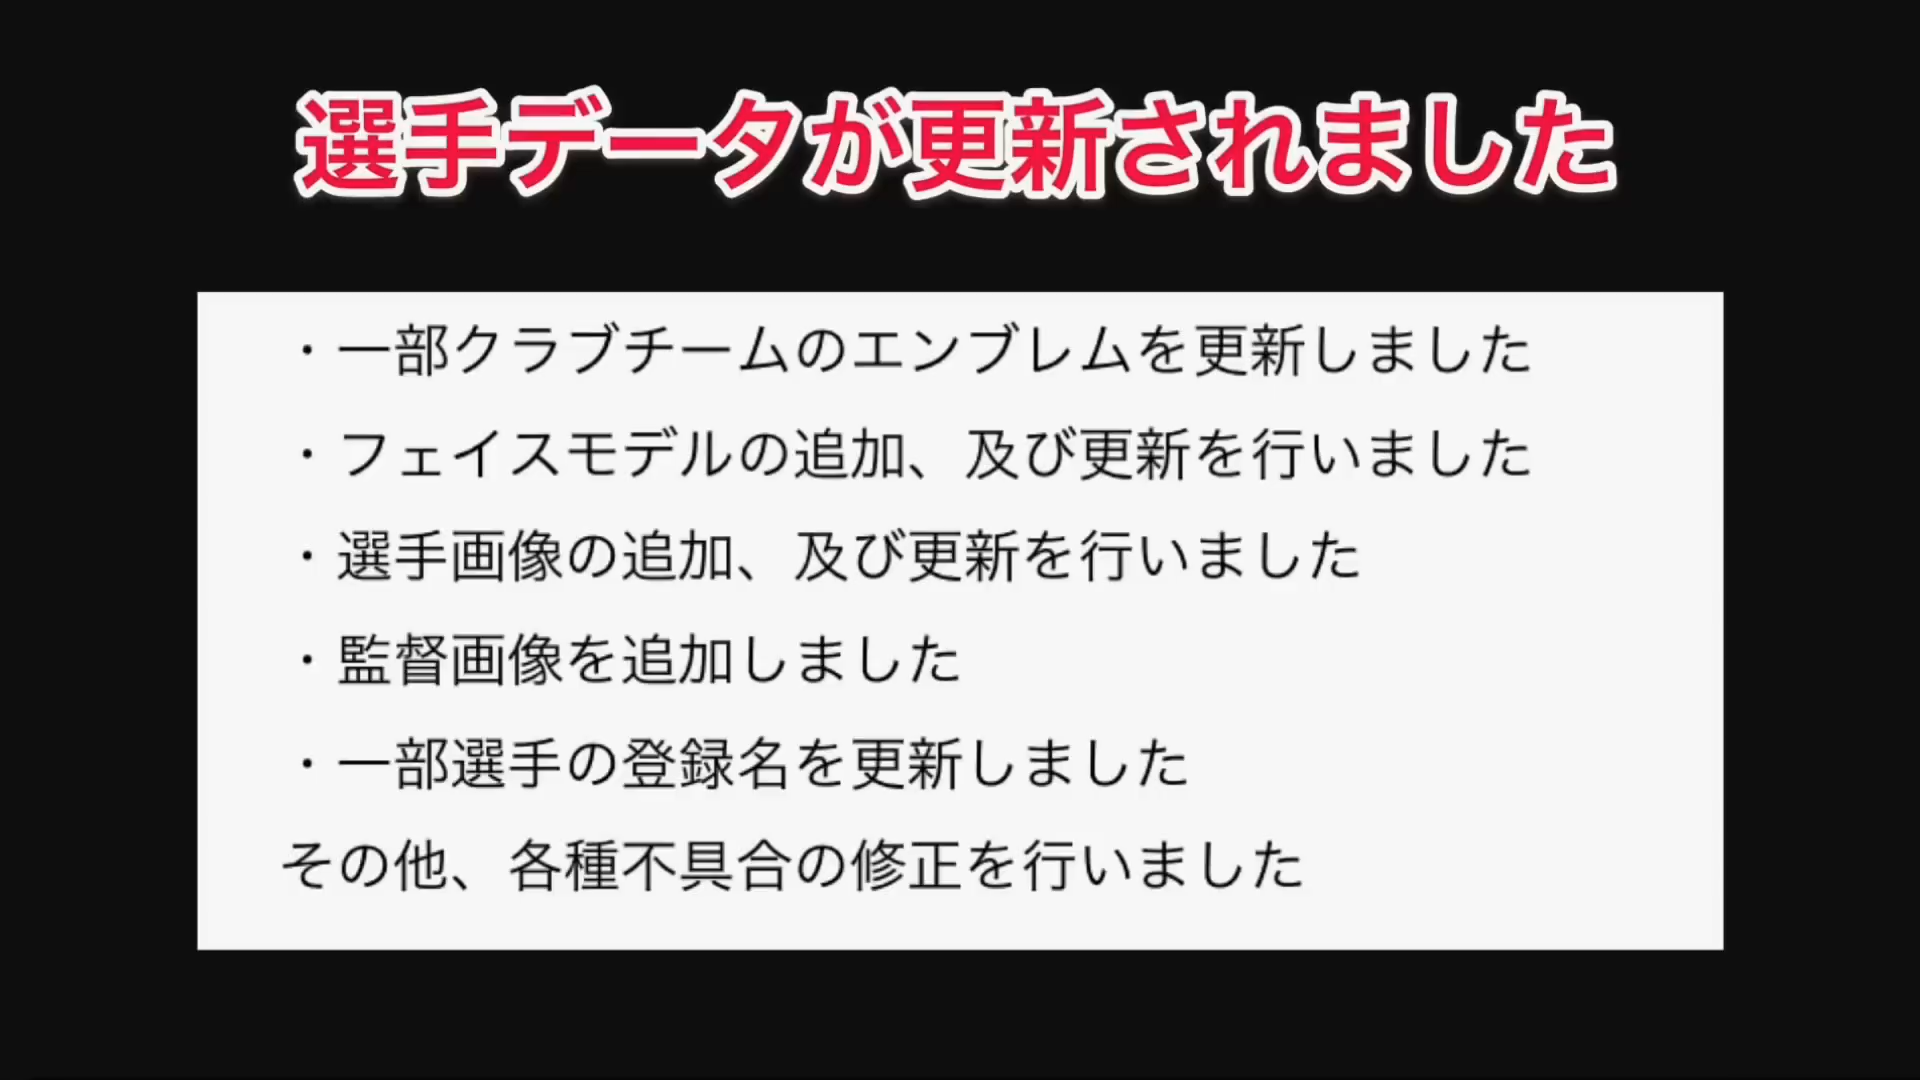 選手データが更新されました
・一部クラブチームのエンブレムを更新しました
・フェイスモデルの追加、及び更新を行いました
・選手画像の追加、及び更新を行いました
・監督画像を追加しました
・一部選手の登録名を更新しました
その他、各種不具合の修正を行いました